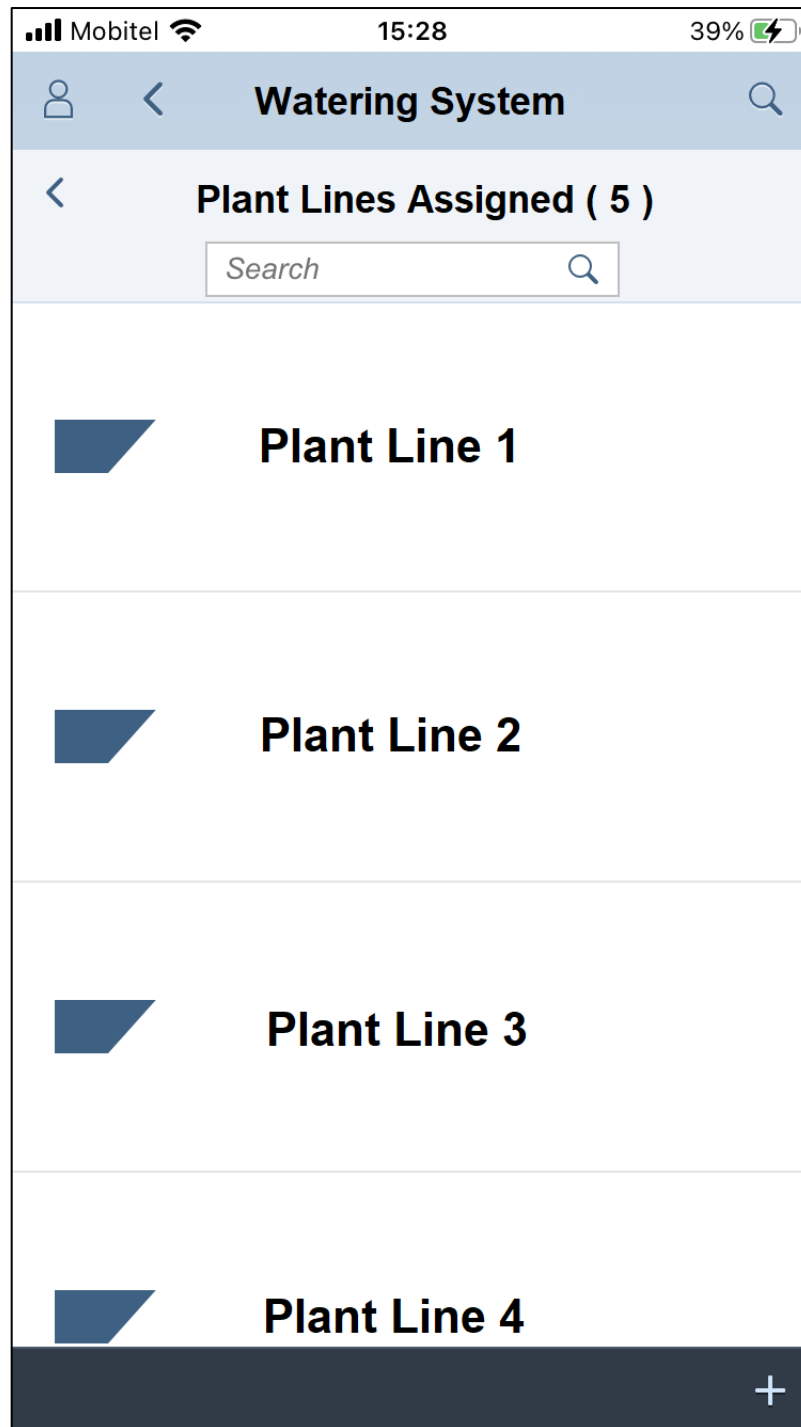 Mobitel 15:28 39%
Watering System
Plant Lines Assigned ( 5 )
Search
Plant Line 1
Plant Line 2
Plant Line 3
Plant Line 4